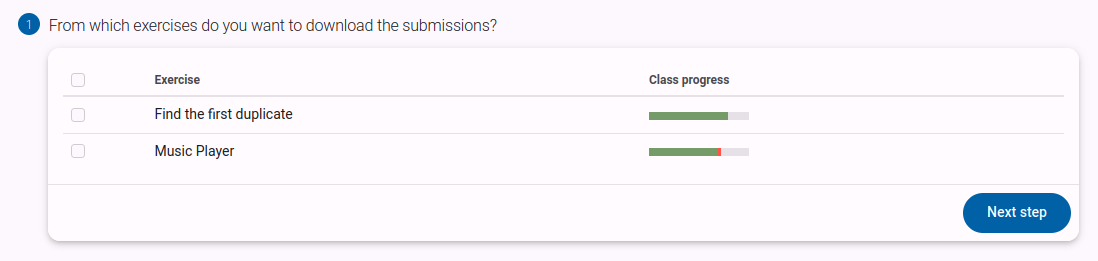 1 From which exercises do you want to download the submissions?
Exercise Class progress
Find the first duplicate
Music Player
Next step